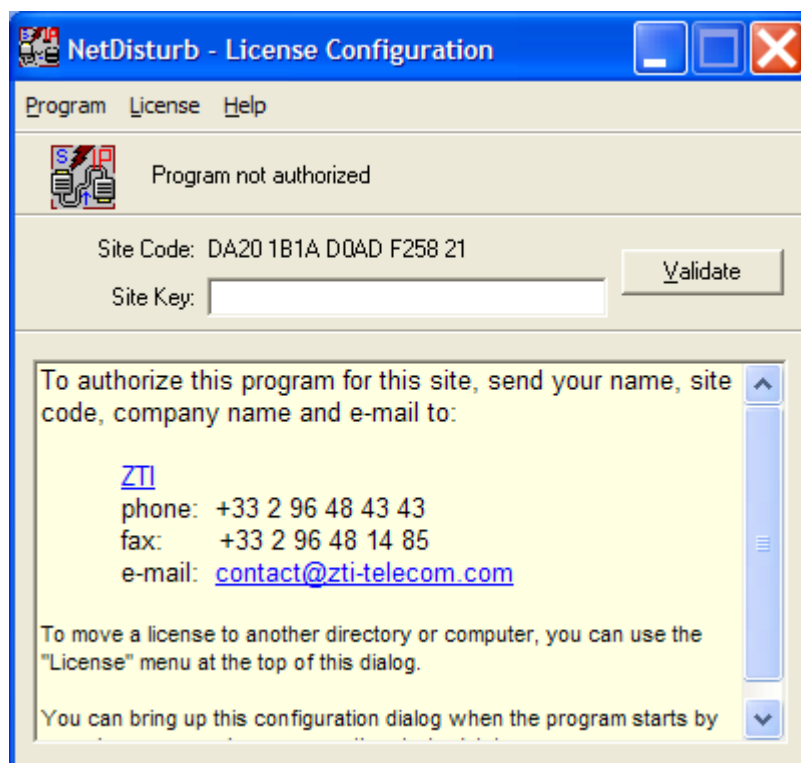 NetDisturb - License Configuration
Program License Help
Program not authorized
Site Code: DA20 1B1A D0AD F258 21
Validate
Site Key:
To authorize this program for this site, send your name, site
code, company name and e-mail to:
ZTI
phone: +33 2 96 48 43 43
fax: +33 2 96 48 14 85
e-mail: contact@zti-telecom.com
To move a license to another directory or computer, you can use the
"License" menu at the top of this dialog.
You can bring up this configuration dialog when the program starts by